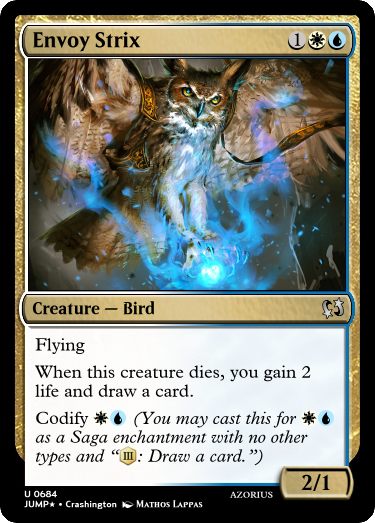 Envoy Strix 1
Creature — Bird
Flying
When this creature dies, you gain 2
life and draw a card.
Codify (You may cast this for
as a Saga enchantment with no other
types and “III: Draw a card.”)
2/1
U 0684
JUMP★ • Crashington Mathos Lappas
AZORIUS